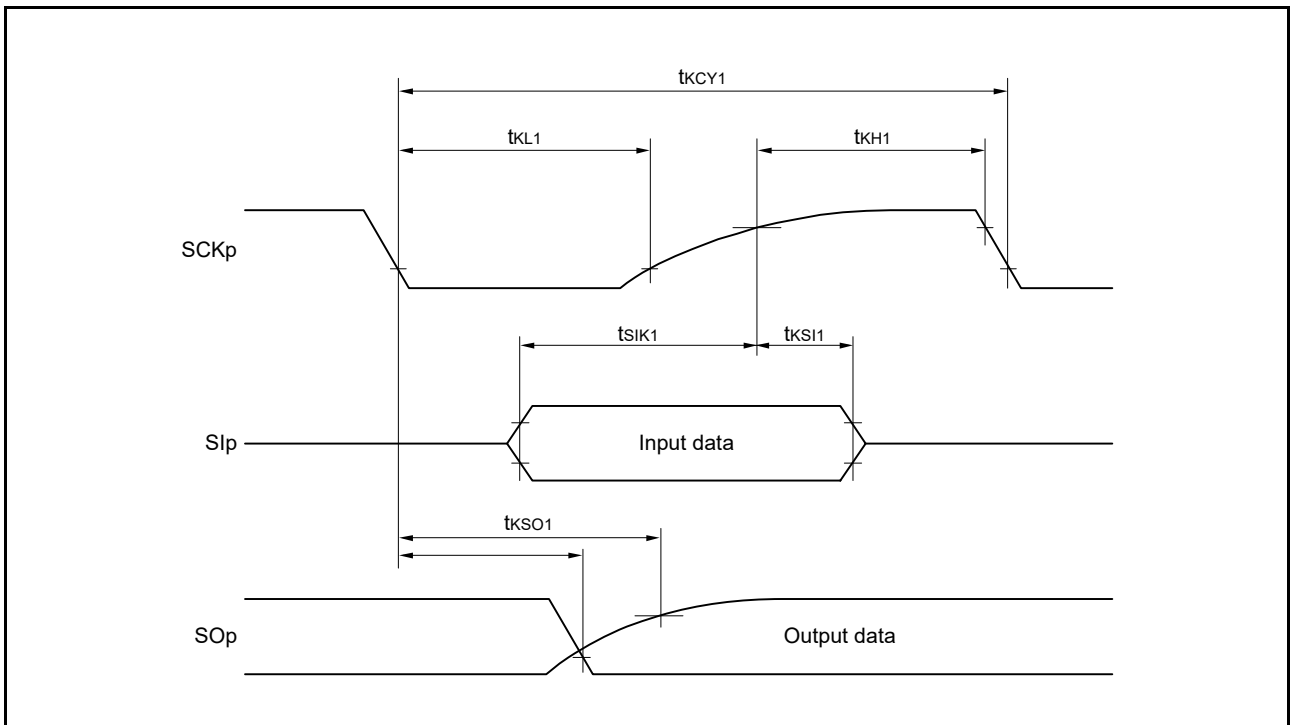 tKCY1
tKL1
tKH1
SCKp
tSIK1
tKSI1
SIp
Input data
tKSO1
SOp
Output data